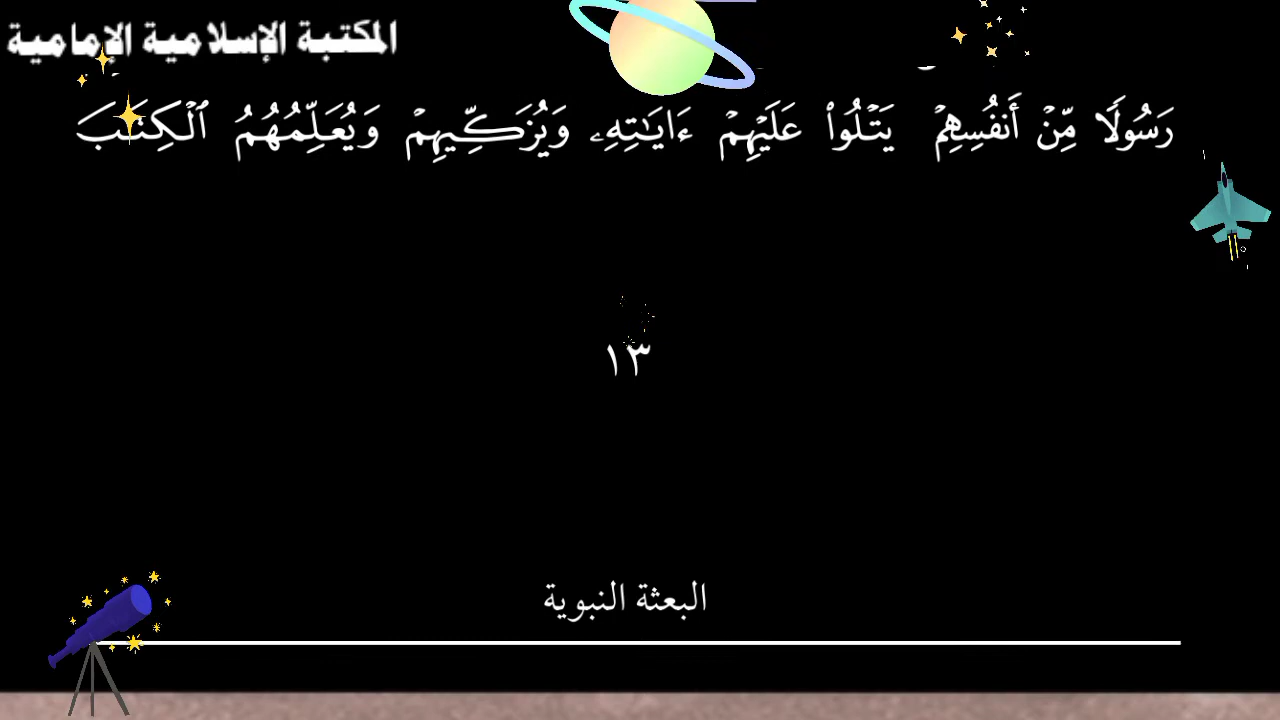 المكتبة الإسلامية الإمامية
رَسُولًا مِّنْ أَنفُسِهِمْ يَتْلُوا۟ عَلَيْهِمْ ءَايَـٰتِهِۦ وَيُزَكِّيهِمْ وَيُعَلِّمُهُمُ ٱلْكِتَـٰبَ
١٣
البعثة النبوية